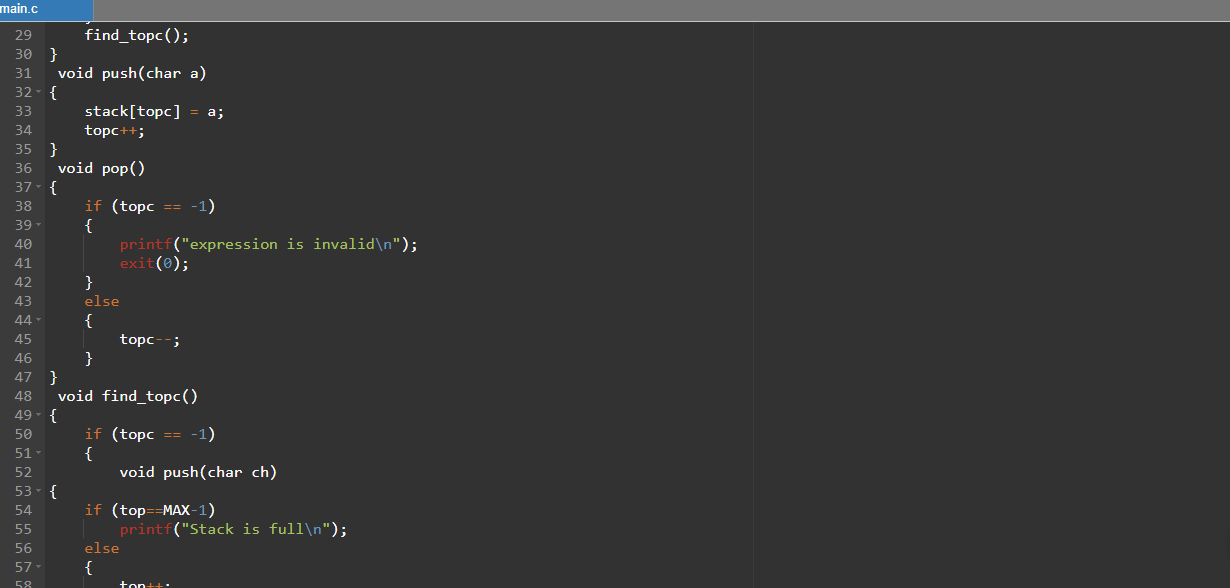 main.c
29 find_topc();
30 }
31 void push(char a)
32 {
33 stack[topc] = a;
34 topc++;
35 }
36 void pop()
37 {
38 if (topc == -1)
39 {
40 printf("expression is invalid\n");
41 exit(0);
42 }
43 else
44 {
45 topc--;
46 }
47 }
48 void find_topc()
49 {
50 if (topc == -1)
51 {
52 void push(char ch)
53 {
54 if (top==MAX-1)
55 printf("Stack is full\n");
56 else
57 {
58 top++;